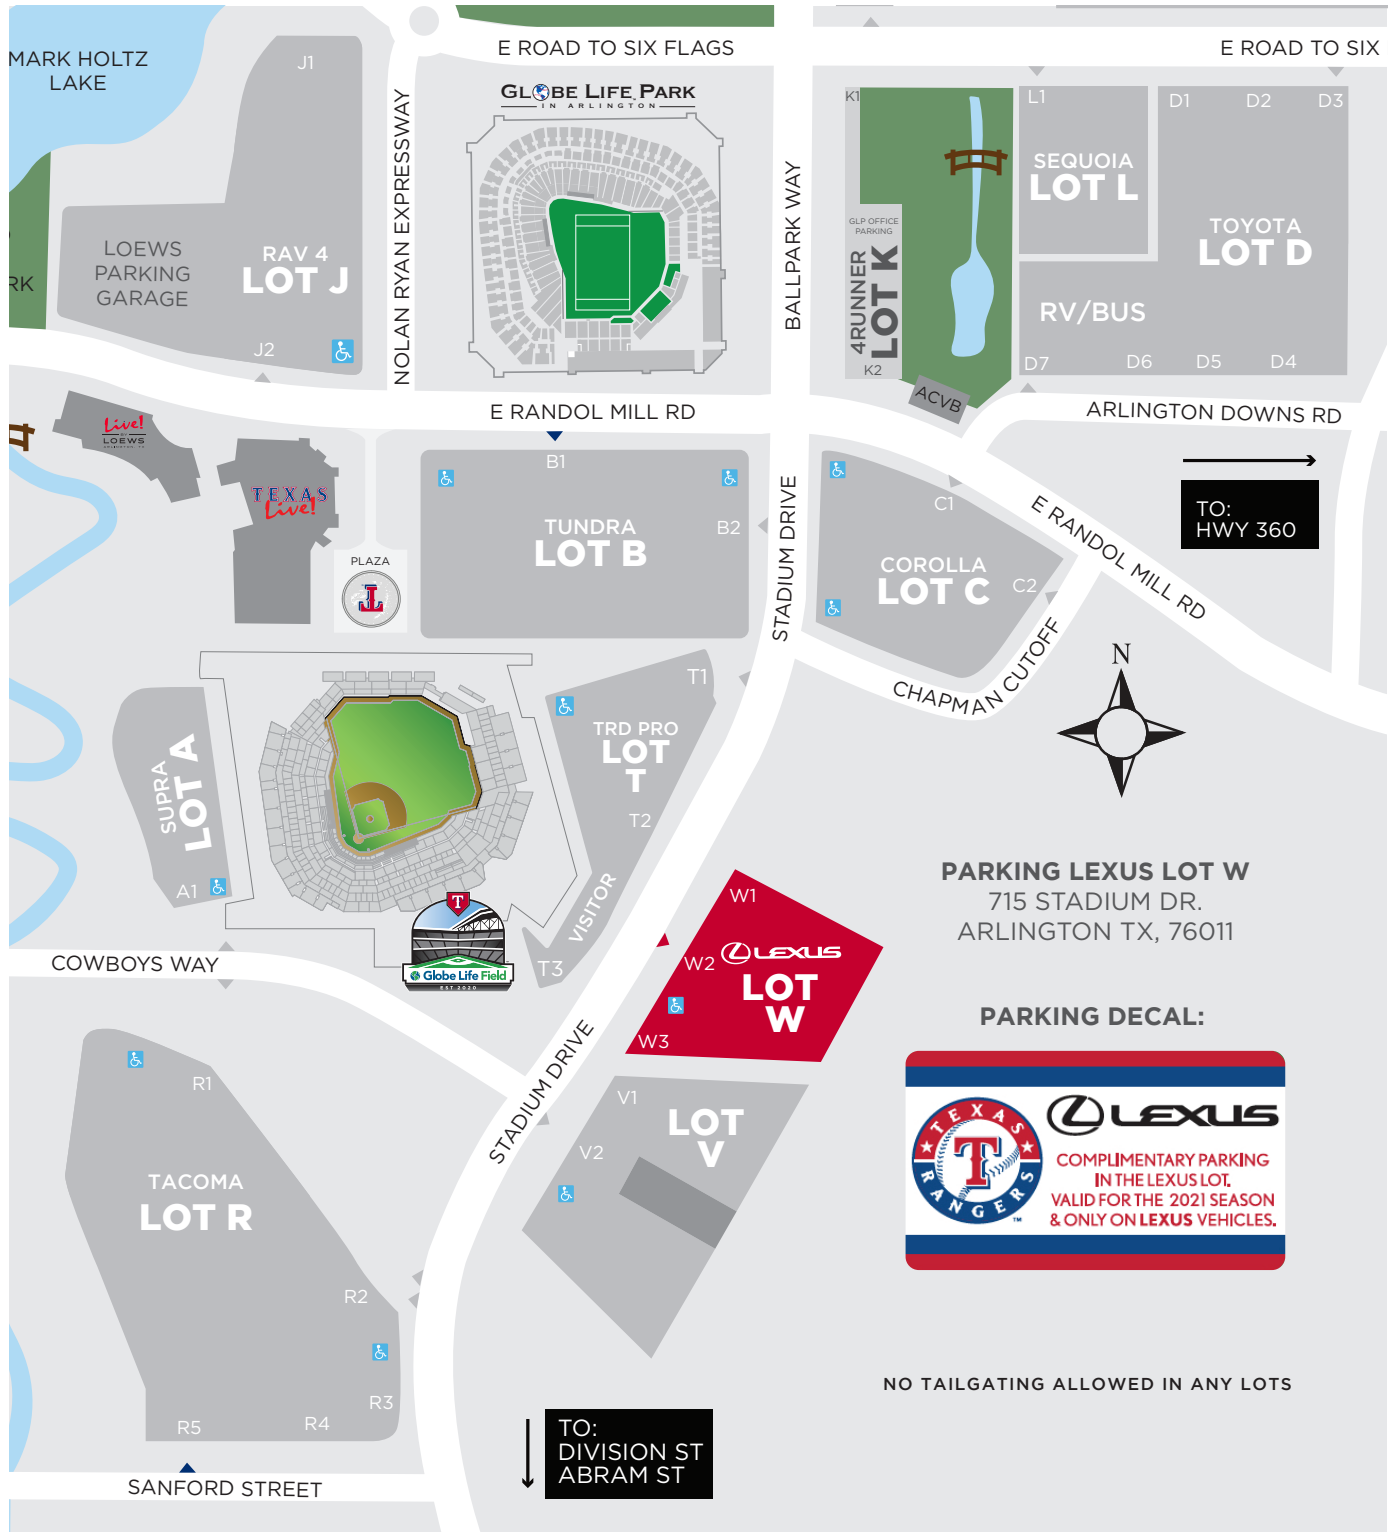 E ROAD TO SIX FLAGS
E ROAD TO SIX
MARK HOLTZ
LAKE
J1
NOLAN RYAN EXPRESSWAY
GLOBE LIFE PARK
IN ARLINGTON
BALLPARK WAY
K1
L1
D1
D2
D3
SEQUOIA
LOT L
TOYOTA
LOT D
GLP OFFICE
PARKING
4RUNNER
LOT K
K2
RV/BUS
D7
D6
D5
D4
LOEWS
PARKING
GARAGE
RAV 4
LOT J
J2
RK
ACVB
E RANDOL MILL RD
ARLINGTON DOWNS RD
Live!
BY
LOEWS
TEXAS
Live!
B1
B2
TUNDRA
LOT B
STADIUM DRIVE
C1
C2
COROLLA
LOT C
E RANDOL MILL RD
TO:
HWY 360
PLAZA
T
CHAPMAN CUTOFF
N
T1
TRD PRO
LOT
T
T2
VISITOR
T3
SUPRA
LOT A
A1
T
Globe Life Field
EST. 2020
COWBOYS WAY
W1
W2
LEXUS
LOT
W
W3
PARKING LEXUS LOT W
715 STADIUM DR.
ARLINGTON TX, 76011
PARKING DECAL:
TEXAS
T
RANGERS
TM
LEXUS
COMPLIMENTARY PARKING
IN THE LEXUS LOT.
VALID FOR THE 2021 SEASON
& ONLY ON LEXUS VEHICLES.
STADIUM DRIVE
V1
V2
LOT
V
R1
TACOMA
LOT R
R2
R3
R4
R5
NO TAILGATING ALLOWED IN ANY LOTS
TO:
DIVISION ST
ABRAM ST
SANFORD STREET